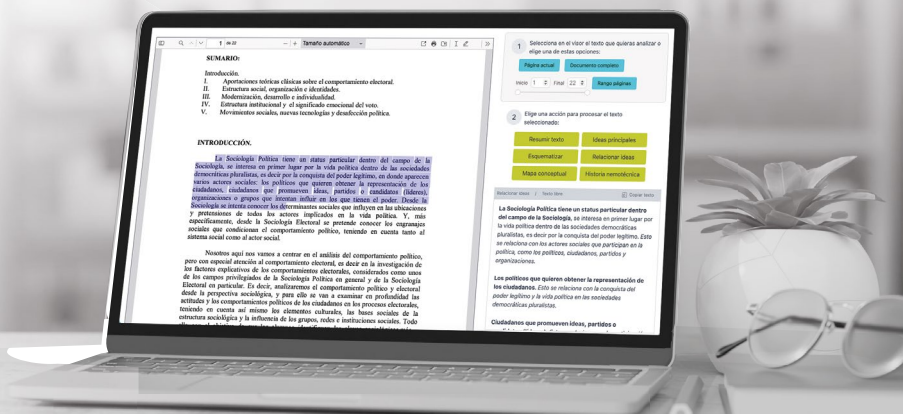 1 de 22
Tamaño automático
SUMARIO:
Introducción.
I. Aportaciones teóricas clásicas sobre el comportamiento electoral.
II. Estructura social, organización e identidades.
III. Modernización, desarrollo e individualidad.
IV. Estructura institucional y el significado emocional del voto.
V. Movimientos sociales, nuevas tecnologías y desafección política.
INTRODUCCIÓN.
La Sociología Política tiene un status particular dentro del campo de la
Sociología, se interesa en primer lugar por la vida política dentro de las sociedades
democráticas pluralistas, es decir por la conquista del poder legítimo, en donde aparecen
varios actores sociales: los políticos que quieren obtener la representación de los
ciudadanos, ciudadanos que promueven ideas, partidos o candidatos (líderes),
organizaciones o grupos que intentan influir en los que tienen el poder. Desde la
Sociología se intenta conocer los determinantes sociales que influyen en las ubicaciones
y pretensiones de todos los actores implicados en la vida política. Y, más
específicamente, desde la Sociología Electoral se pretende conocer los engranajes
sociales que condicionan el comportamiento político, teniendo en cuenta tanto al
sistema social como al actor social.
Nosotros aquí nos vamos a centrar en el análisis del comportamiento político,
pero con especial atención al comportamiento electoral, es decir en la investigación de
los factores explicativos de los comportamientos electorales, considerados como unos
de los campos privilegiados de la Sociología Política en general y de la Sociología
Electoral en particular. Es decir, analizaremos el comportamiento político y electoral
desde la perspectiva sociológica, y para ello se van a examinar en profundidad las
actitudes y los comportamientos políticos de los ciudadanos en los procesos electorales,
teniendo en cuenta así mismo los elementos culturales, las bases sociales de la
estructura sociológica y la influencia de los grupos, redes e instituciones sociales. Todo
1 Selecciona en el visor el texto que quieras analizar o
elige una de estas opciones:
Página actual Documento completo
Inicio 1 Final 22 Rango páginas
2 Elige una acción para procesar el texto
seleccionado:
Resumir texto Ideas principales
Esquematizar Relacionar ideas
Mapa conceptual Historia nemotécnica
Relacionar ideas / Texto libre Copiar texto
La Sociología Política tiene un status particular dentro
del campo de la Sociología, se interesa en primer lugar por
la vida política dentro de las sociedades democráticas
pluralistas, es decir por la conquista del poder legítimo. Esto
se relaciona con los actores sociales que participan en la
política, como los políticos, ciudadanos, partidos y
organizaciones.
Los políticos que quieren obtener la representación de
los ciudadanos. Esto se relaciona con la conquista del
poder legítimo y la vida política en las sociedades
democráticas pluralistas.
Ciudadanos que promueven ideas, partidos o